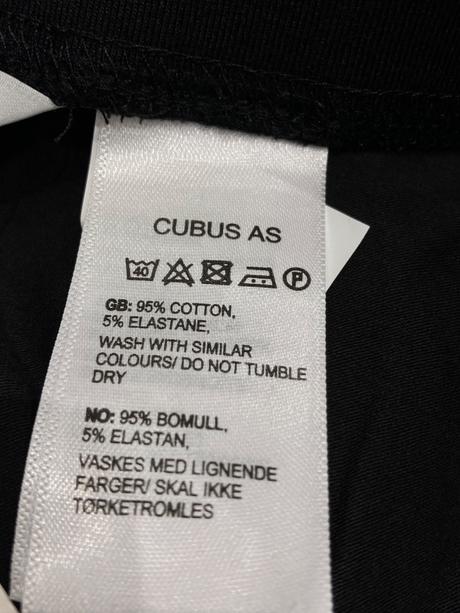 CUBUS AS
40 P
GB: 95% COTTON,
5% ELASTANE,
WASH WITH SIMILAR
COLOURS/ DO NOT TUMBLE
DRY
NO: 95% BOMULL,
5% ELASTAN,
VASKES MED LIGNENDE
FARGER/ SKAL IKKE
TØRKETROMLES